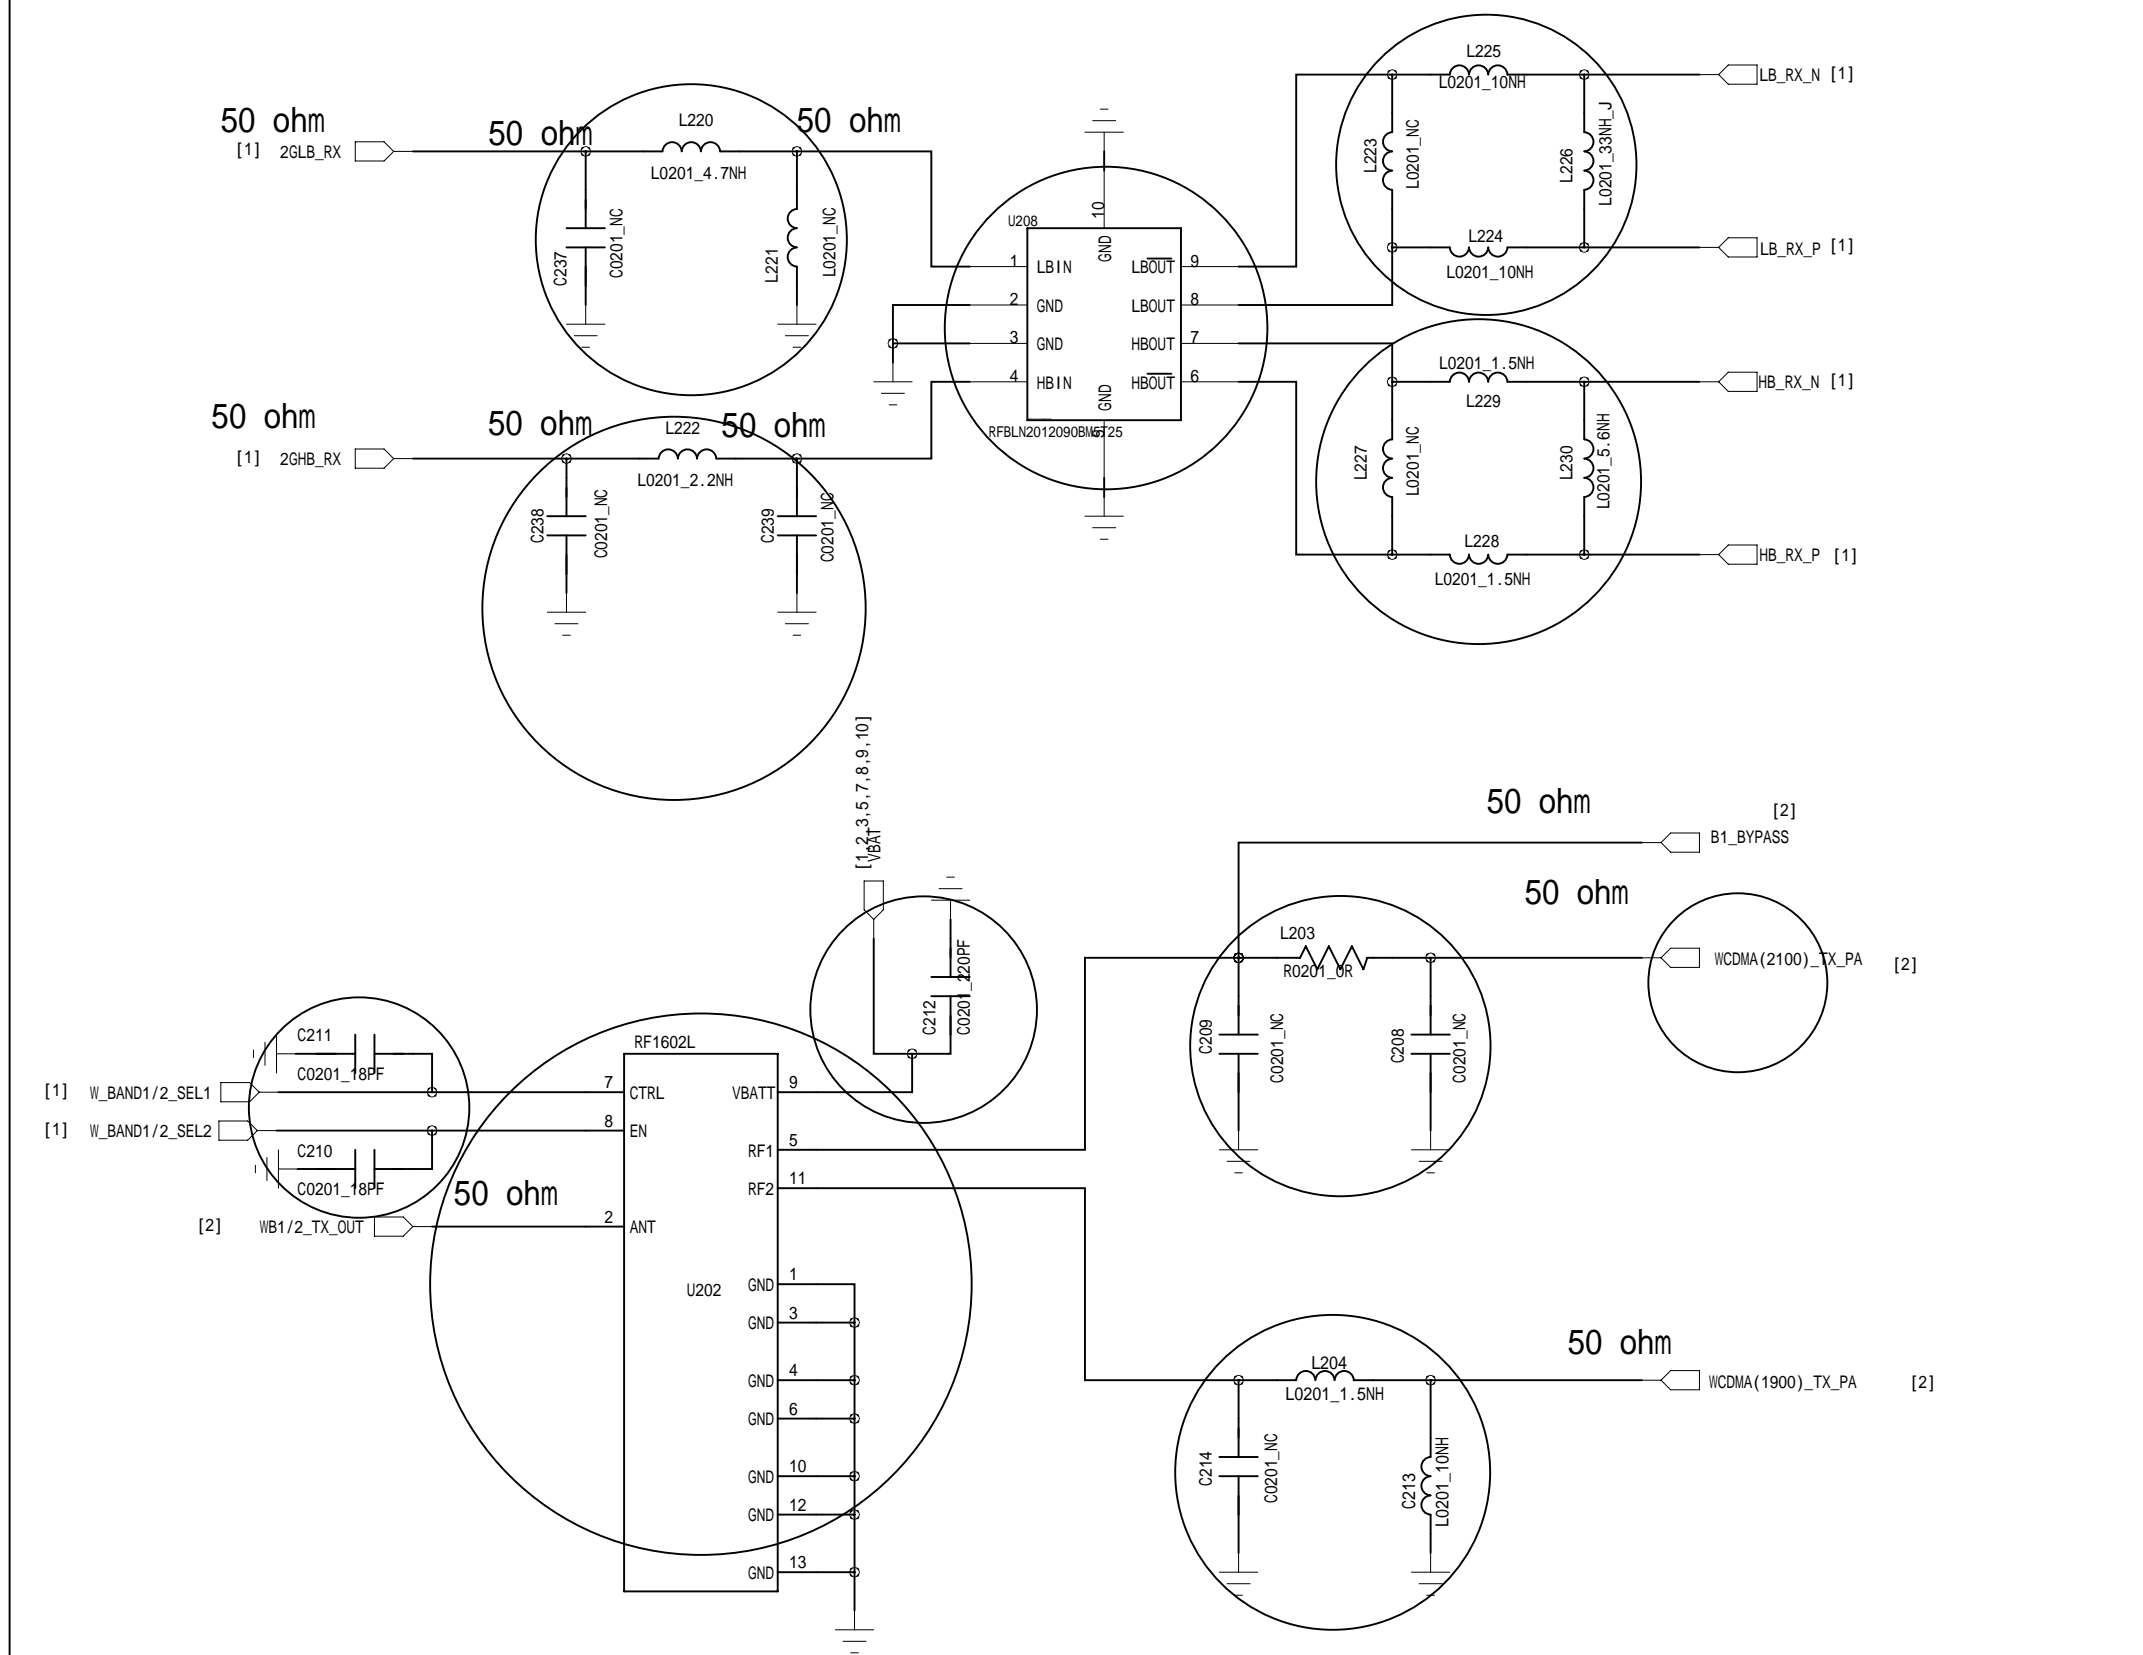 50 ohm
50 ohm
50 ohm
[1] 2GLB_RX
L220
L0201_4.7NH
C237
C0201_NC
L221
L0201_NC
50 ohm
50 ohm
50 ohm
[1] 2GHB_RX
L222
L0201_2.2NH
C238
C0201_NC
C239
C0201_NC
U208
10
GND
1 LBIN
2 GND
3 GND
4 HBIN
LBOUT 9
LBOUT 8
HBOUT 7
HBOUT 6
GND
RFBLN2012090BM5T25
L225
L0201_10NH
LB_RX_N [1]
L223
L0201_NC
L226
L0201_33NH_J
L224
L0201_10NH
LB_RX_P [1]
L0201_1.5NH
L229
HB_RX_N [1]
L227
L0201_NC
L230
L0201_5.6NH
L228
L0201_1.5NH
HB_RX_P [1]
[1,2,3,5,7,8,9,10]
VBAT
C212
C0201_220PF
50 ohm
[2]
B1_BYPASS
50 ohm
L203
R0201_0R
WCDMA(2100)_TX_PA [2]
C209
C0201_NC
C208
C0201_NC
C211
C0201_18PF
[1] W_BAND1/2_SEL1
[1] W_BAND1/2_SEL2
C210
C0201_18PF
50 ohm
[2] WB1/2_TX_OUT
RF1602L
7 CTRL
8 EN
2 ANT
U202
VBATT 9
RF1 5
RF2 11
GND 1
GND 3
GND 4
GND 6
GND 10
GND 12
GND 13
50 ohm
L204
L0201_1.5NH
WCDMA(1900)_TX_PA [2]
C214
C0201_NC
C213
L0201_10NH